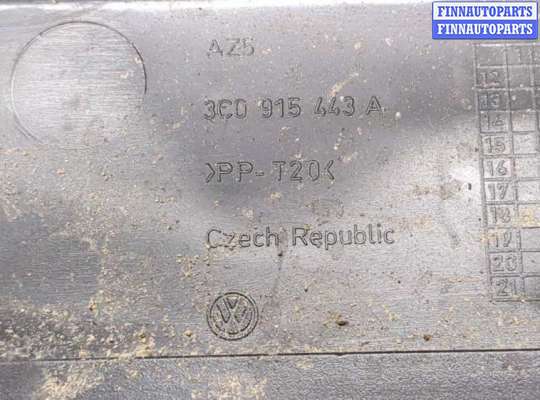 FINNAUTOPARTS
FINNAUTOPARTS
AZ5
3C0 915 443 A
>PP-T20<
Czech Republic
11
12
13
14
15
16
17
18
19
20
21